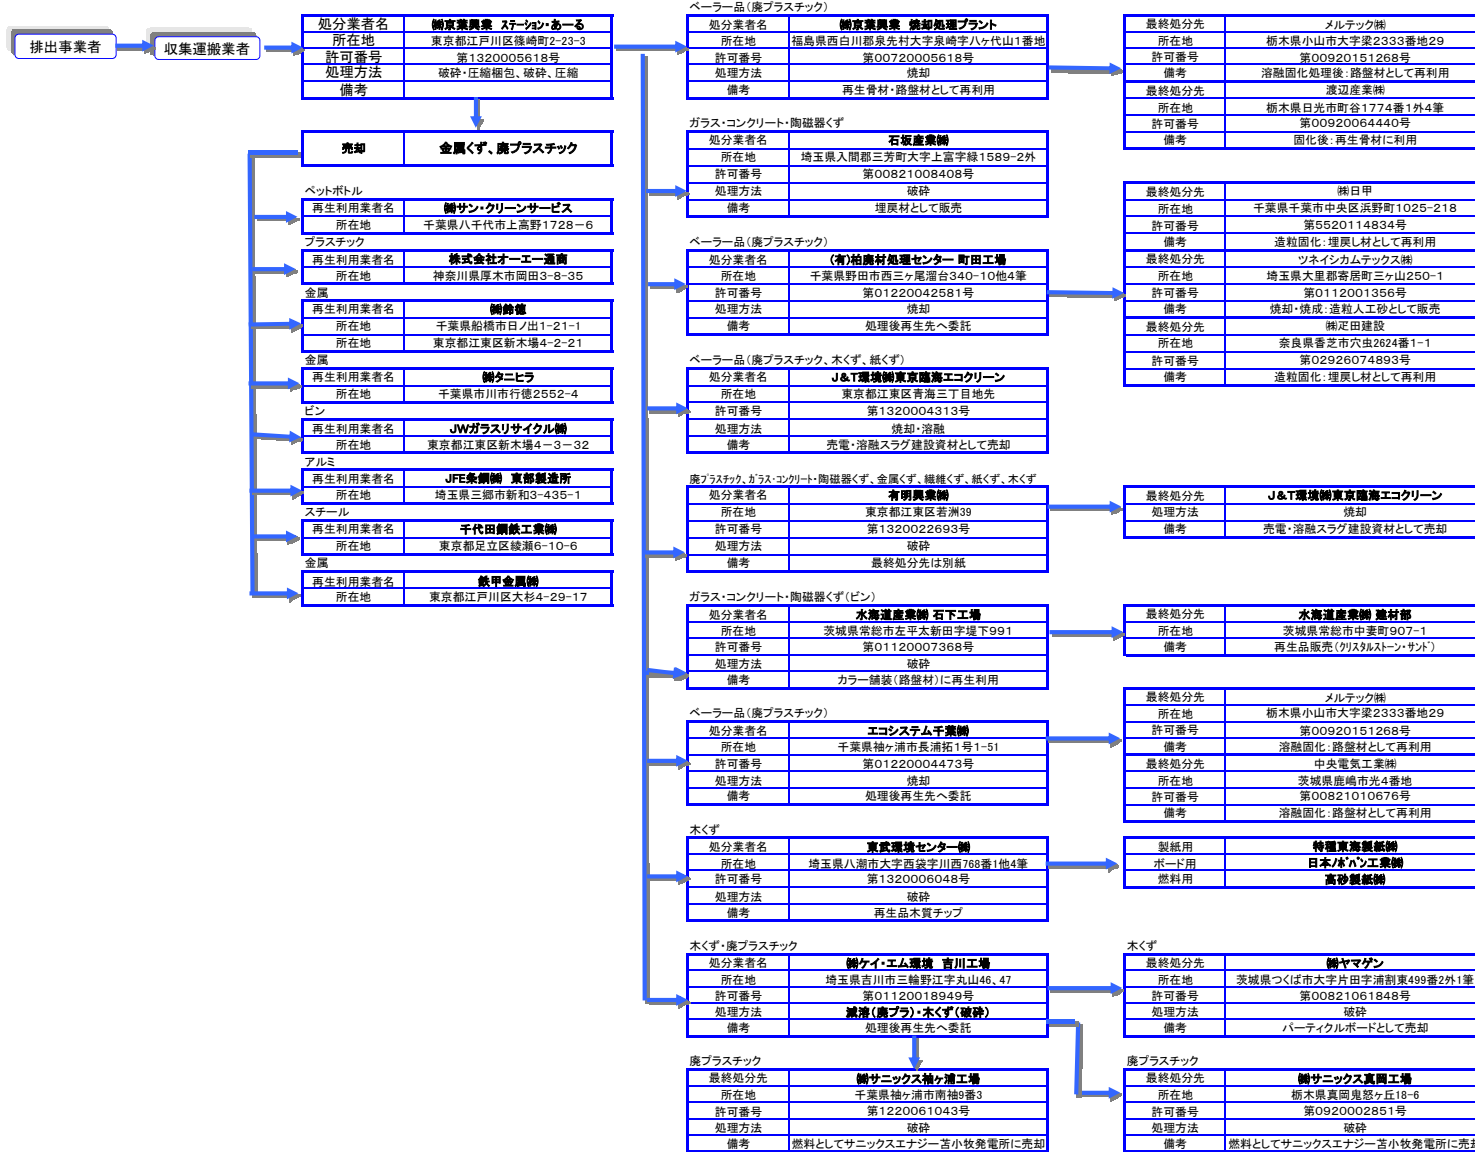 排出事業者
収集運搬業者
処分業者名 ㈱京葉興業 ステーション・あーる
所在地 東京都江戸川区篠崎町2-23-3
許可番号 第1320005618号
処理方法 破砕・圧縮梱包、破砕、圧縮
備考
売却 金属くず、廃プラスチック
ペットボトル
再生利用業者名 ㈱サン・クリーンサービス
所在地 千葉県八千代市上高野1728－6
プラスチック
再生利用業者名 株式会社オーエー通商
所在地 神奈川県厚木市岡田3-8-35
金属
再生利用業者名 ㈱鈴徳
所在地 千葉県船橋市日ノ出1-21-1
所在地 東京都江東区新木場4-2-21
金属
再生利用業者名 ㈱タニヒラ
所在地 千葉県市川市行徳2552-4
ビン
再生利用業者名 JWガラスリサイクル㈱
所在地 東京都江東区新木場4－3－32
アルミ
再生利用業者名 JFE条鋼㈱ 東部製造所
所在地 埼玉県三郷市新和3-435-1
スチール
再生利用業者名 千代田鋼鉄工業㈱
所在地 東京都足立区綾瀬6-10-6
金属
再生利用業者名 鉄甲金属㈱
所在地 東京都江戸川区大杉4-29-17
ベーラー品（廃プラスチック）
処分業者名 ㈱京葉興業 焼却処理プラント
所在地 福島県西白川郡泉先村大字泉崎字八ヶ代山1番地
許可番号 第00720005618号
処理方法 焼却
備考 再生骨材・路盤材として再利用
ガラス・コンクリート・陶磁器くず
処分業者名 石坂産業㈱
所在地 埼玉県入間郡三芳町大字上富字緑1589-2外
許可番号 第00821008408号
処理方法 破砕
備考 埋戻材として販売
ベーラー品（廃プラスチック）
処分業者名 (有)柏廃材処理センター 町田工場
所在地 千葉県野田市西三ヶ尾溜台340-10他4筆
許可番号 第01220042581号
処理方法 焼却
備考 処理後再生先へ委託
ベーラー品（廃プラスチック、木くず、紙くず）
処分業者名 J&T環境㈱東京臨海エコクリーン
所在地 東京都江東区青海三丁目地先
許可番号 第1320004313号
処理方法 焼却・溶融
備考 売電・溶融スラグ建設資材として売却
廃プラスチック、ガラス・コンクリート・陶磁器くず、金属くず、繊維くず、紙くず、木くず
処分業者名 有明興業㈱
所在地 東京都江東区若洲39
許可番号 第1320022693号
処理方法 破砕
備考 最終処分先は別紙
ガラス・コンクリート・陶磁器くず（ビン）
処分業者名 水海道産業㈱ 石下工場
所在地 茨城県常総市左平太新田字堤下991
許可番号 第01120007368号
処理方法 破砕
備考 カラー舗装（路盤材）に再生利用
ベーラー品（廃プラスチック）
処分業者名 エコシステム千葉㈱
所在地 千葉県袖ヶ浦市長浦拓1号1-51
許可番号 第01220004473号
処理方法 焼却
備考 処理後再生先へ委託
木くず
処分業者名 東武環境センター㈱
所在地 埼玉県八潮市大字西袋字川西768番1他4筆
許可番号 第1320006048号
処理方法 破砕
備考 再生品木質チップ
木くず・廃プラスチック
処分業者名 ㈱ケイ・エム環境 吉川工場
所在地 埼玉県吉川市三輪野江字丸山46、47
許可番号 第01120018949号
処理方法 減溶（廃プラ）・木くず（破砕）
備考 処理後再生先へ委託
廃プラスチック
最終処分先 ㈱サニックス袖ヶ浦工場
所在地 千葉県袖ヶ浦市南袖9番3
許可番号 第1220061043号
処理方法 破砕
備考 燃料としてサニックスエナジー苫小牧発電所に売却
最終処分先 メルテック㈱
所在地 栃木県小山市大字梁2333番地29
許可番号 第00920151268号
備考 溶融固化処理後：路盤材として再利用
最終処分先 渡辺産業㈱
所在地 栃木県日光市町谷1774番1外4筆
許可番号 第00920064440号
備考 固化後：再生骨材に利用
最終処分先 ㈱日甲
所在地 千葉県千葉市中央区浜野町1025-218
許可番号 第5520114834号
備考 造粒固化：埋戻し材として再利用
最終処分先 ツネイシカムテックス㈱
所在地 埼玉県大里郡寄居町三ヶ山250-1
許可番号 第0112001356号
備考 焼却・焼成：造粒人工砂として販売
最終処分先 ㈱疋田建設
所在地 奈良県香芝市穴虫2624番1-1
許可番号 第02926074893号
備考 造粒固化：埋戻し材として再利用
最終処分先 J&T環境㈱東京臨海エコクリーン
処理方法 焼却
備考 売電・溶融スラグ建設資材として売却
最終処分先 水海道産業㈱ 建材部
所在地 茨城県常総市中妻町907-1
備考 再生品販売（クリスタルストーン・サンド）
最終処分先 メルテック㈱
所在地 栃木県小山市大字梁2333番地29
許可番号 第00920151268号
備考 溶融固化：路盤材として再利用
最終処分先 中央電気工業㈱
所在地 茨城県鹿嶋市光4番地
許可番号 第00821010676号
備考 溶融固化：路盤材として再利用
製紙用 特種東海製紙㈱
ボード用 日本ノボパン工業㈱
燃料用 高砂製紙㈱
木くず
最終処分先 ㈱ヤマゲン
所在地 茨城県つくば市大字片田字浦割東499番2外1筆
許可番号 第00821061848号
処理方法 破砕
備考 パーティクルボードとして売却
廃プラスチック
最終処分先 ㈱サニックス真岡工場
所在地 栃木県真岡鬼怒ヶ丘18-6
許可番号 第0920002851号
処理方法 破砕
備考 燃料としてサニックスエナジー苫小牧発電所に売却